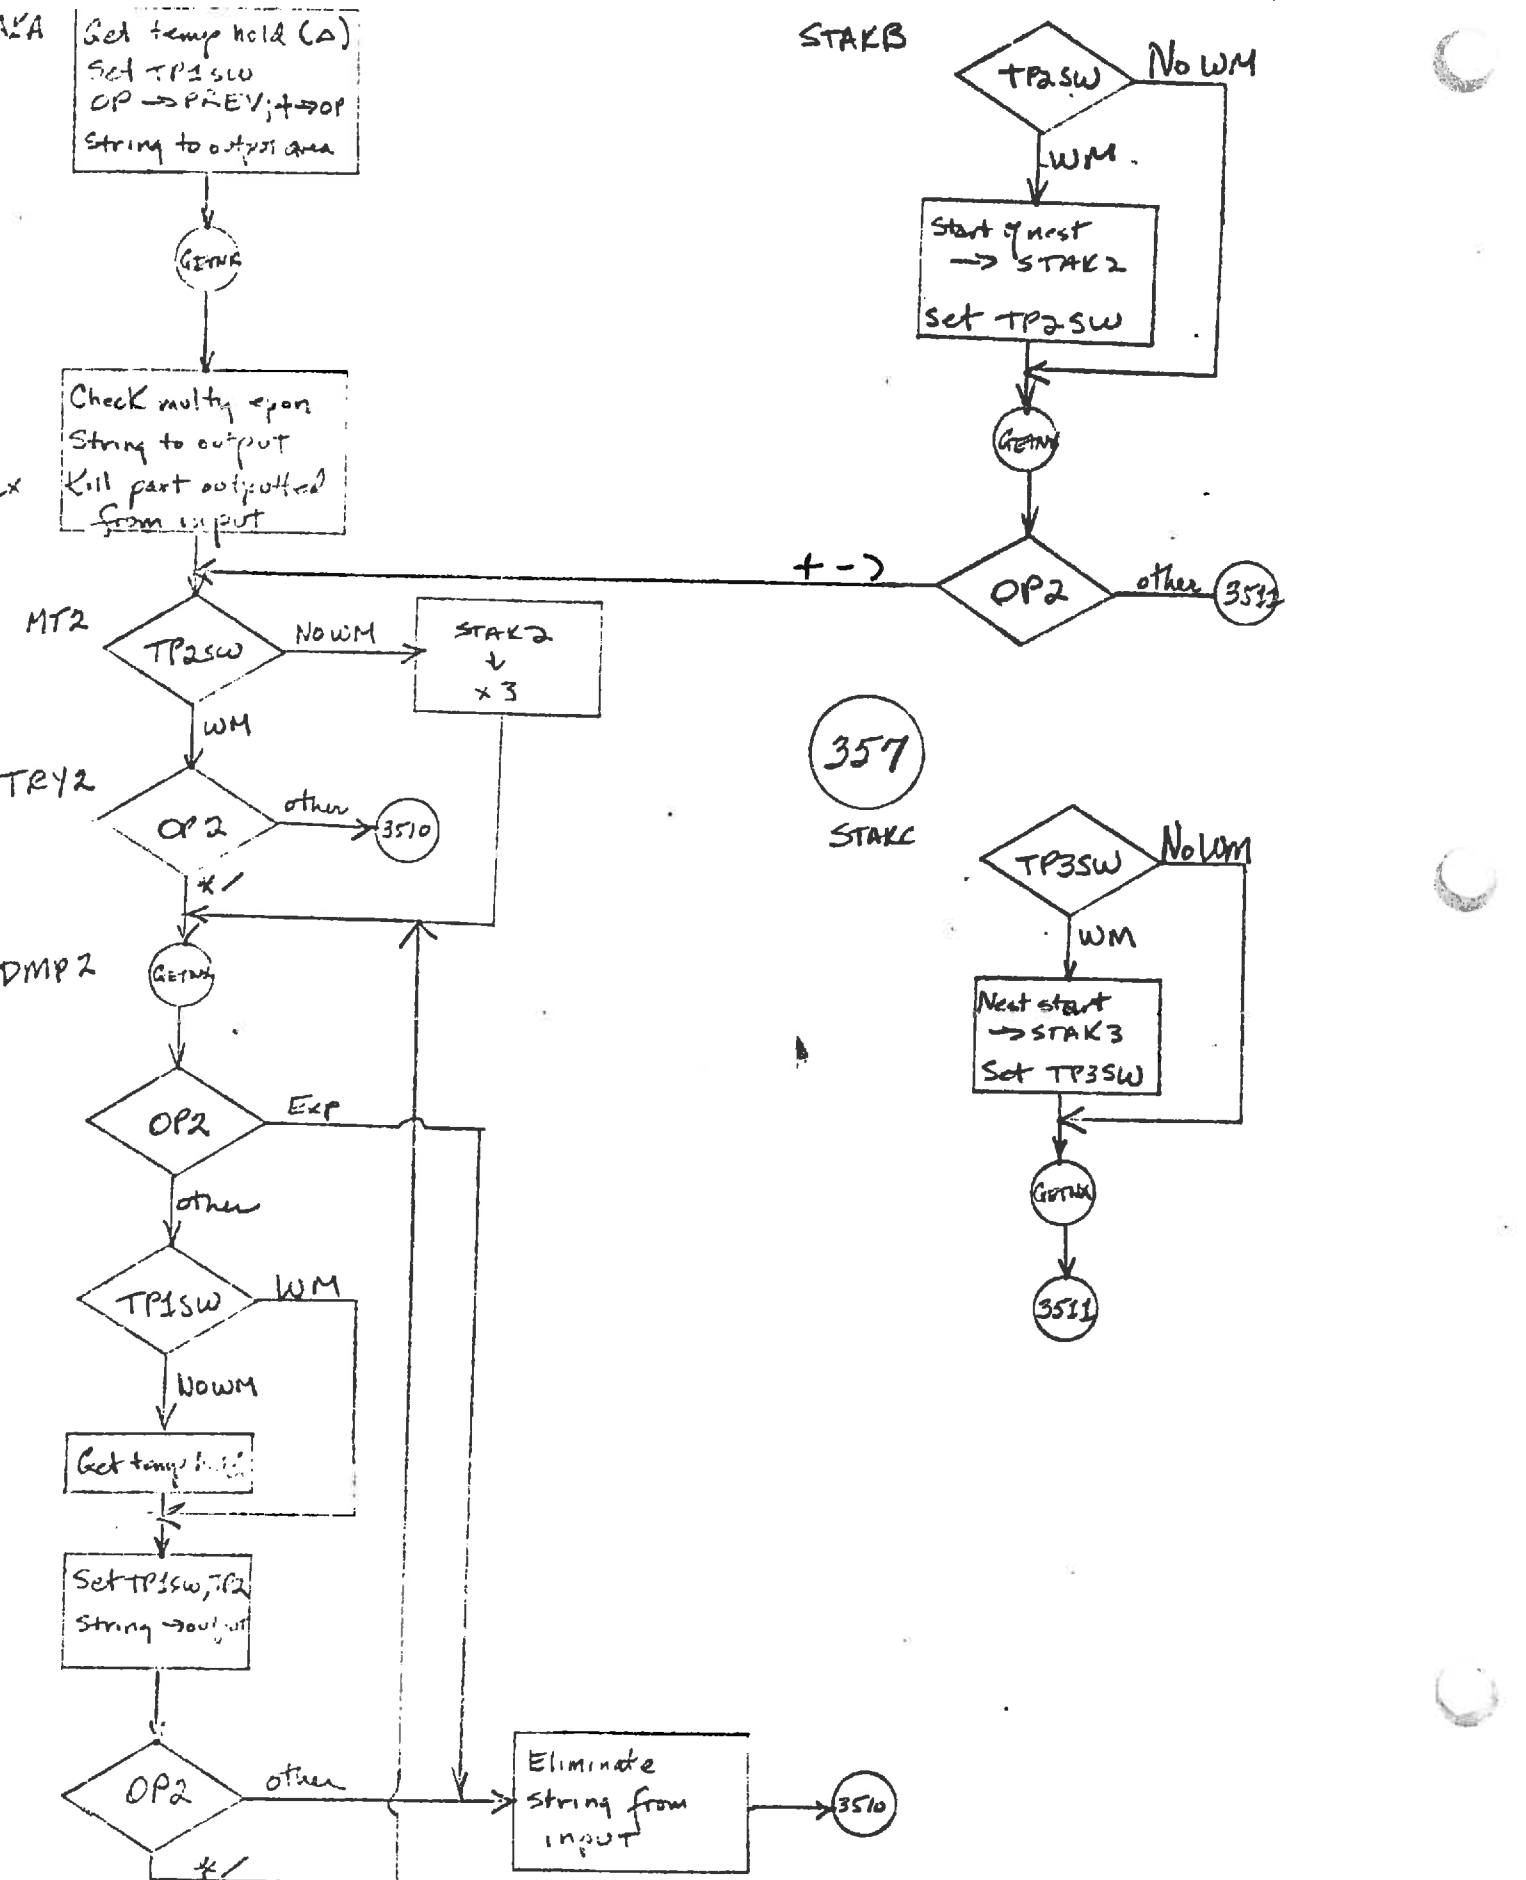 Get temp hold (Δ)
Set TP1SW
OP → PREV; + → OP
String to output area
GETNX
Check multy
String to output
Kill part outputted
from input
MT2
TP2SW
NO WM
STAK2
↓
x 3
WM
TRY2
OP2
other
3510
* /
DMP2
GETNX
OP2
Exp
other
TP1SW
WM
NO WM
Get temp
Set TP1SW, TP2
String → output
OP2
other
* /
Eliminate
String from
input
3510
STAKB
TP2SW
No WM
WM
Start of nest
→ STAK2
Set TP2SW
GETNX
+ - )
OP2
other
3511
357
STAKC
TP3SW
No WM
WM
Nest start
→ STAK3
Set TP3SW
GETNX
3511